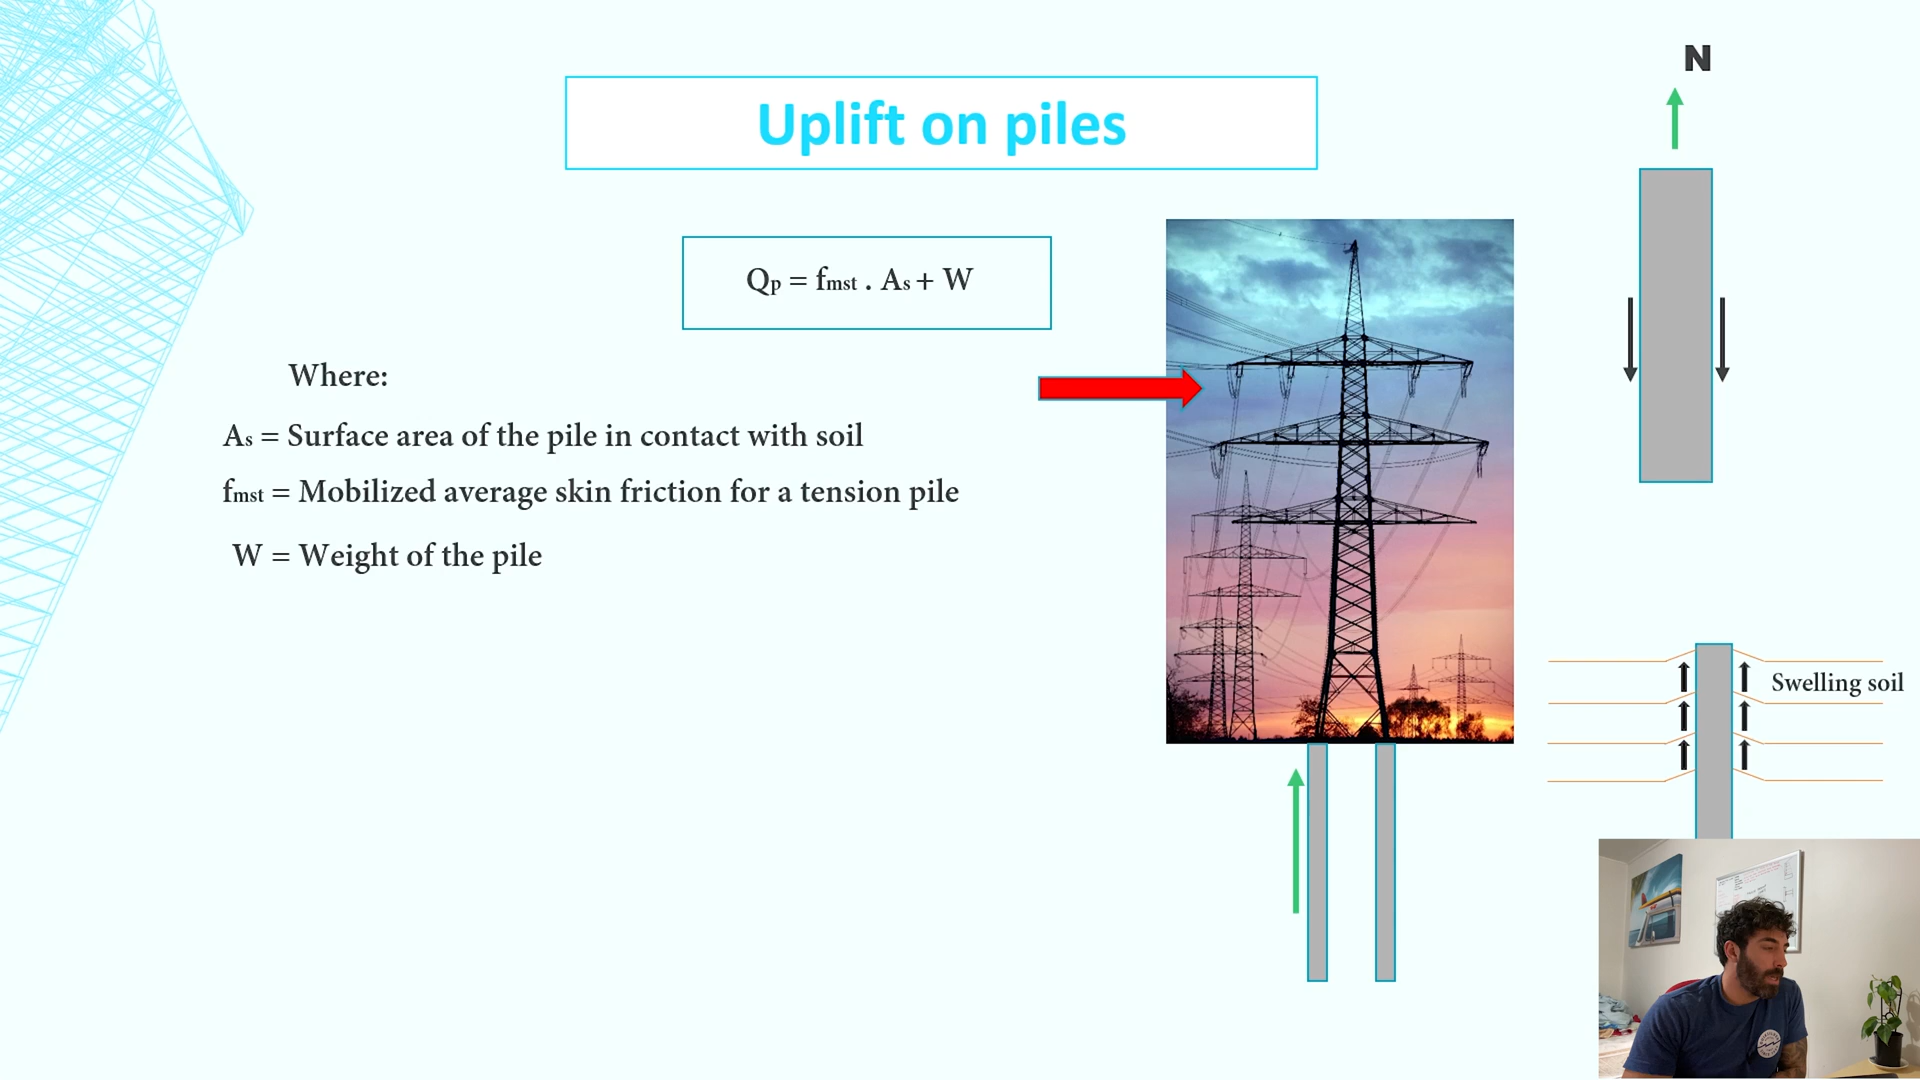 N
Uplift on piles
Qp = fmst . As + W
Where:
As = Surface area of the pile in contact with soil
fmst = Mobilized average skin friction for a tension pile
W = Weight of the pile
Swelling soil